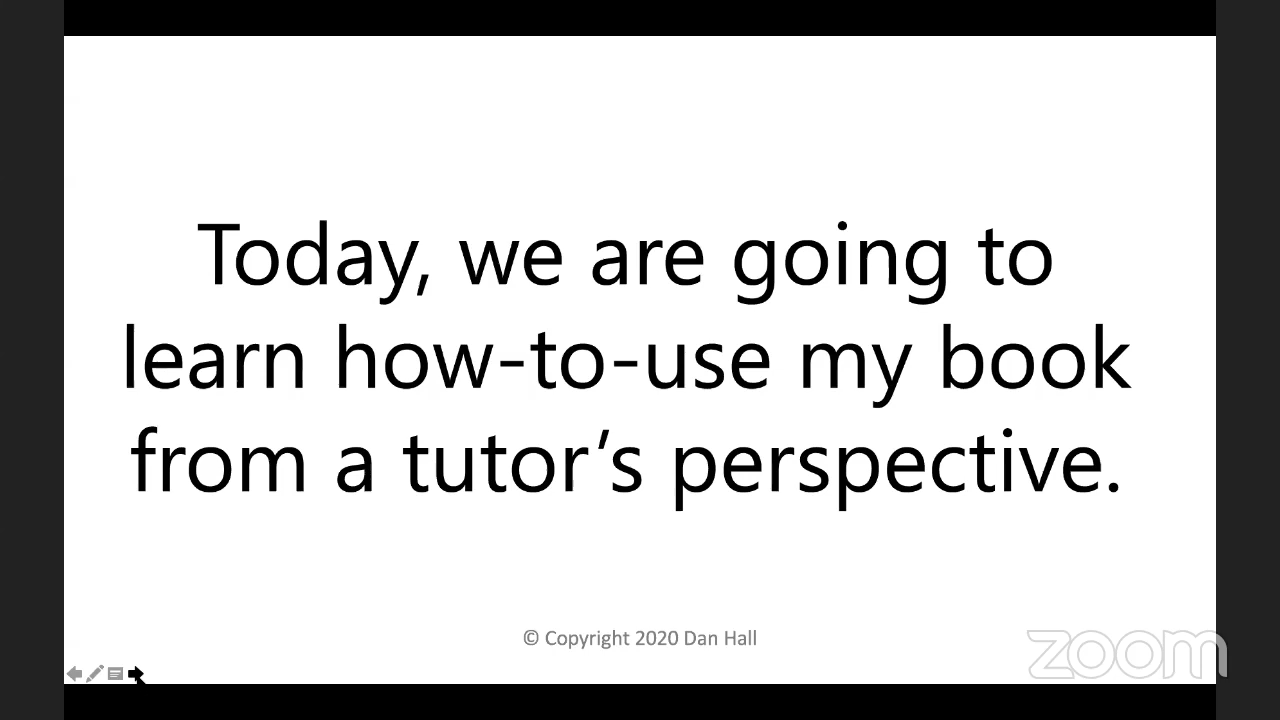 Today, we are going to
learn how-to-use my book
from a tutor’s perspective.
© Copyright 2020 Dan Hall
zoom